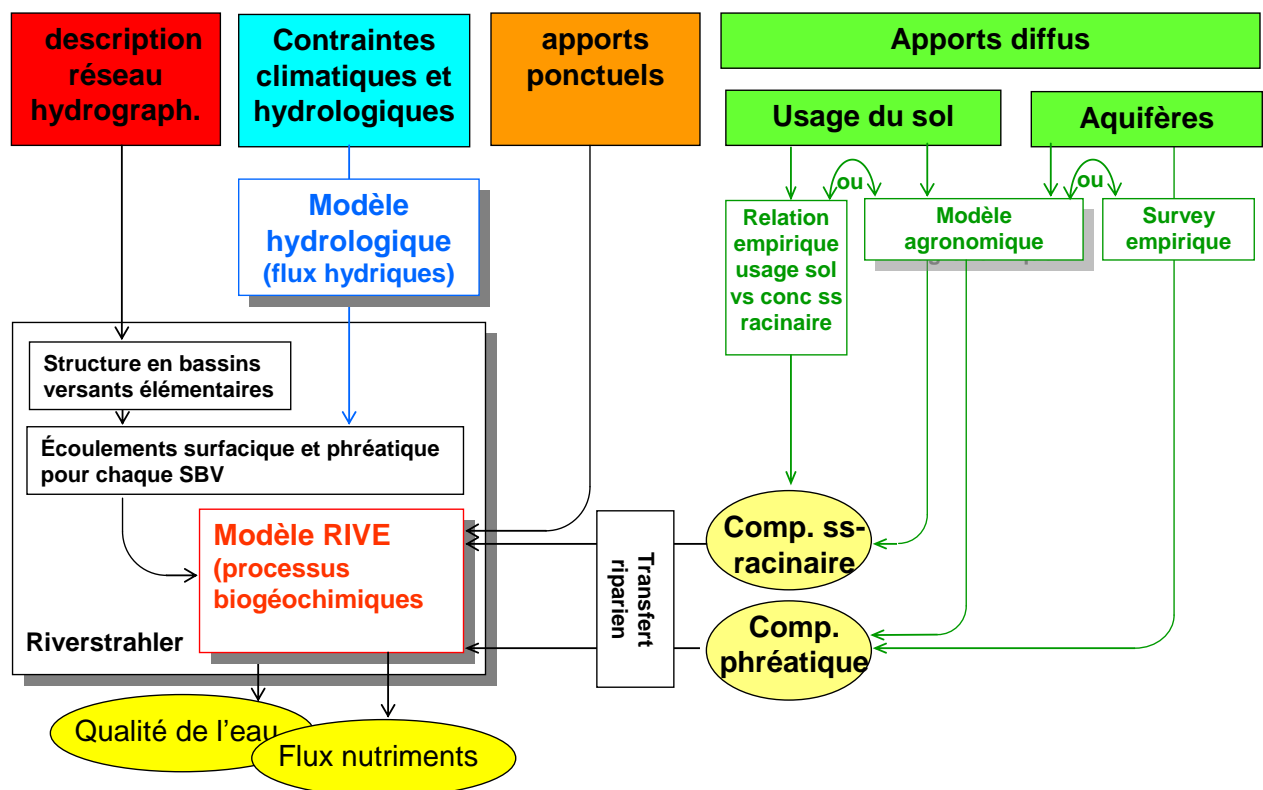 description
réseau
hydrograph.
Contraintes
climatiques et
hydrologiques
apports
ponctuels
Apports diffus
Usage du sol
Aquifères
ou
ou
Modèle
hydrologique
(flux hydriques)
Relation
empirique
usage sol
vs conc ss
racinaire
Modèle
agronomique
Survey
empirique
Structure en bassins
versants élémentaires
Écoulements surfacique et phréatique
pour chaque SBV
Modèle RIVE
(processus
biogéochimiques
Riverstrahler
Transfert
riparien
Comp. ss-
racinaire
Comp.
phréatique
Qualité de l'eau
Flux nutriments